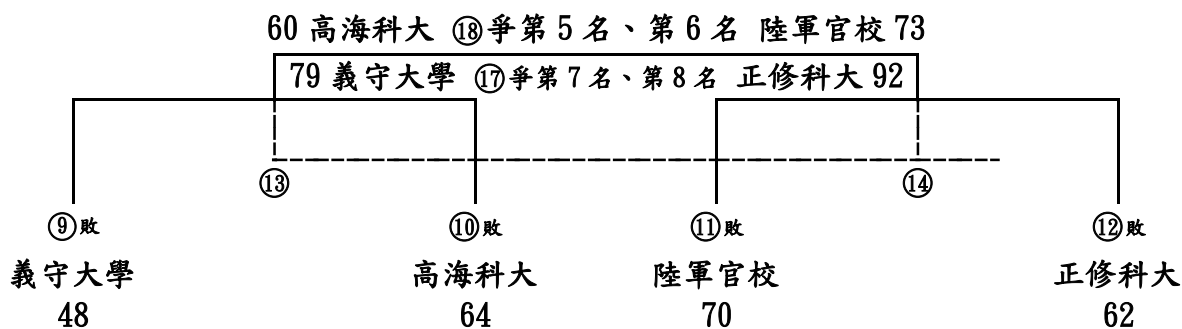 60 高海科大 ⑱爭第 5 名、第 6 名 陸軍官校 73
79 義守大學 ⑰爭第 7 名、第 8 名 正修科大 92
⑬ ⑭
⑨敗 ⑩敗 ⑪敗 ⑫敗
義守大學 高海科大 陸軍官校 正修科大
48 64 70 62